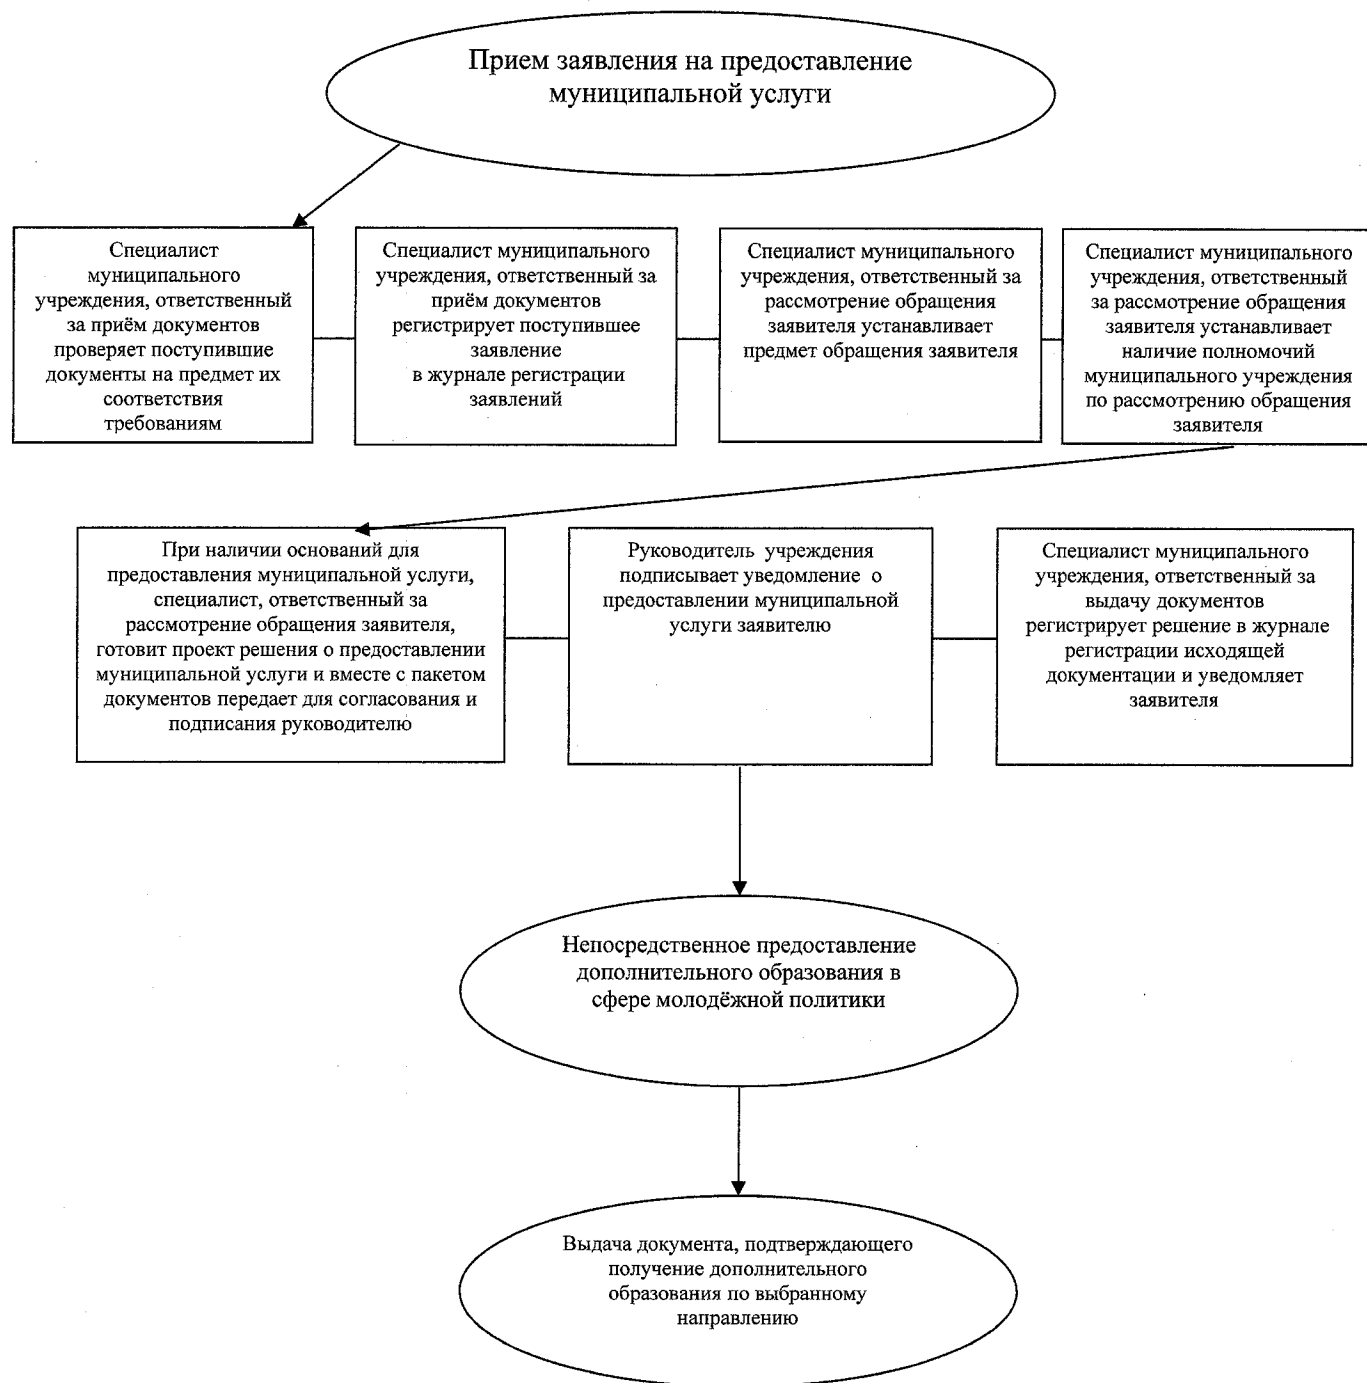 Прием заявления на предоставление
муниципальной услуги
Специалист
муниципального
учреждения, ответственный
за приём документов
проверяет поступившие
документы на предмет их
соответствия
требованиям
Специалист муниципального
учреждения, ответственный за
приём документов
регистрирует поступившее
заявление
в журнале регистрации
заявлений
Специалист муниципального
учреждения, ответственный за
рассмотрение обращения
заявителя устанавливает
предмет обращения заявителя
Специалист муниципального
учреждения, ответственный
за рассмотрение обращения
заявителя устанавливает
наличие полномочий
муниципального учреждения
по рассмотрению обращения
заявителя
При наличии оснований для
предоставления муниципальной услуги,
специалист, ответственный за
рассмотрение обращения заявителя,
готовит проект решения о предоставлении
муниципальной услуги и вместе с пакетом
документов передает для согласования и
подписания руководителю
Руководитель учреждения
подписывает уведомление о
предоставлении муниципальной
услуги заявителю
Специалист муниципального
учреждения, ответственный за
выдачу документов
регистрирует решение в журнале
регистрации исходящей
документации и уведомляет
заявителя
Непосредственное предоставление
дополнительного образования в
сфере молодёжной политики
Выдача документа, подтверждающего
получение дополнительного
образования по выбранному
направлению